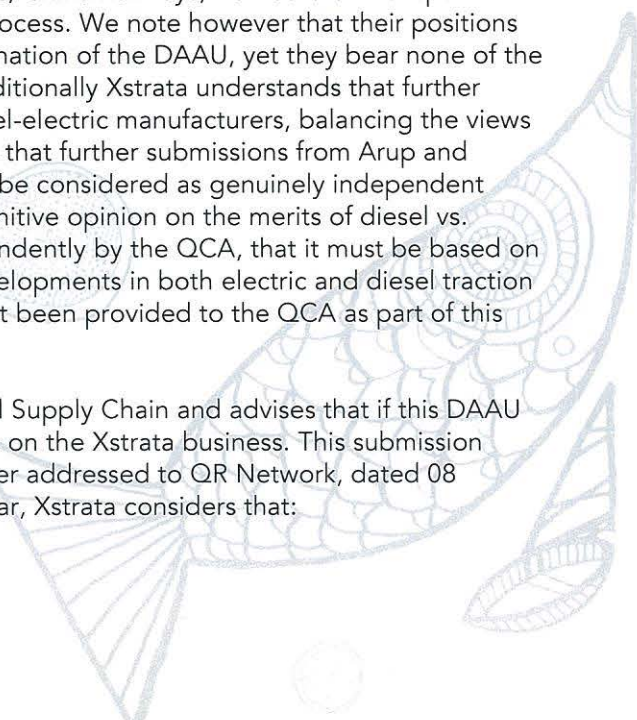 ocess. We note however that their positions
nation of the DAAU, yet they bear none of the
ditionally Xstrata understands that further
el-electric manufacturers, balancing the views
that further submissions from Arup and
be considered as genuinely independent
nitive opinion on the merits of diesel vs.
ndently by the QCA, that it must be based on
elopments in both electric and diesel traction
t been provided to the QCA as part of this
l Supply Chain and advises that if this DAAU
on the Xstrata business. This submission
er addressed to QR Network, dated 08
ar, Xstrata considers that: